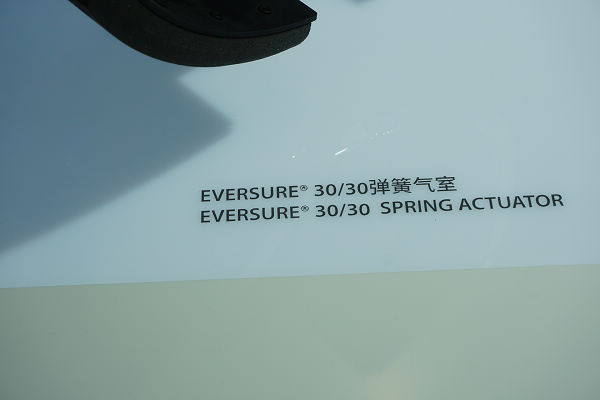 EVERSURE® 30/30弹簧气室
EVERSURE® 30/30 SPRING ACTUATOR